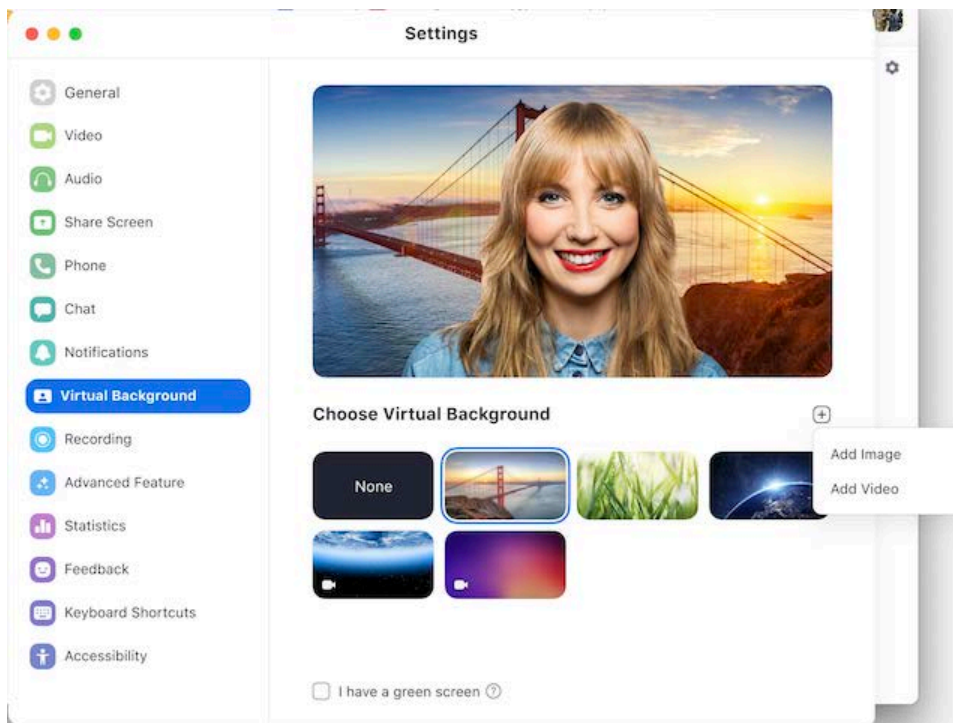 Settings
General
Video
Audio
Share Screen
Phone
Chat
Notifications
Virtual Background
Recording
Advanced Feature
Statistics
Feedback
Keyboard Shortcuts
Accessibility
Choose Virtual Background
Add Image
Add Video
None
I have a green screen